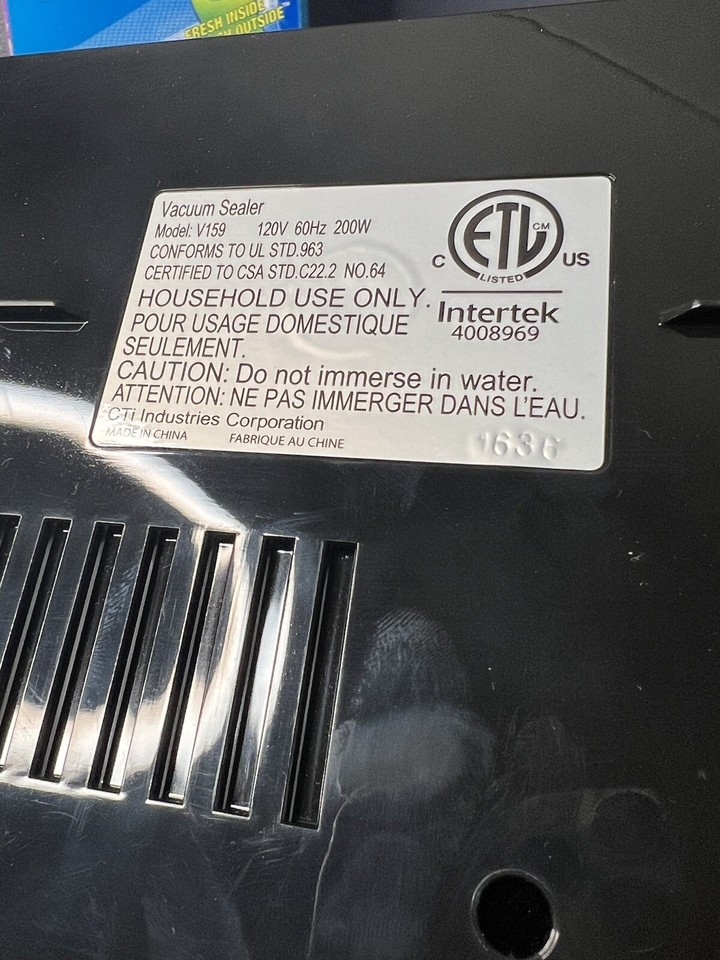 FRESH INSIDE
OUTSIDE™
Vacuum Sealer
Model: V159 120V 60Hz 200W
CONFORMS TO UL STD.963
CERTIFIED TO CSA STD.C22.2 NO.64
HOUSEHOLD USE ONLY.
POUR USAGE DOMESTIQUE
SEULEMENT.
CAUTION: Do not immerse in water.
ATTENTION: NE PAS IMMERGER DANS L'EAU.
CTI Industries Corporation
MADE IN CHINA FABRIQUE AU CHINE
ETL CM
C US
LISTED
Intertek
4008969
1636